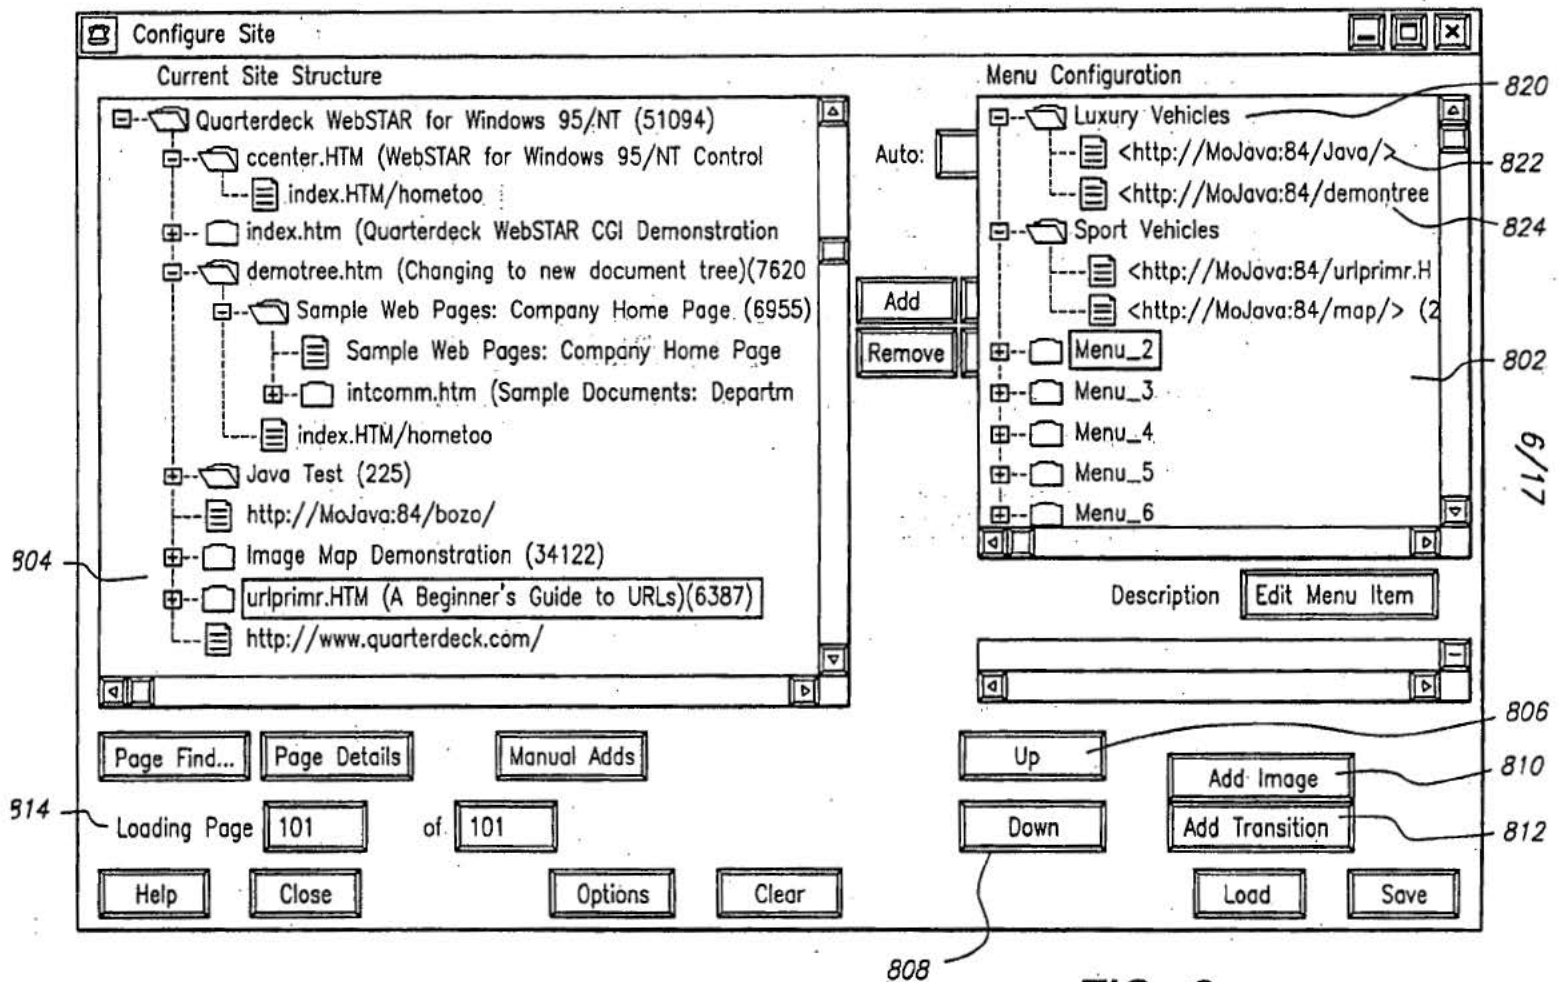 Configure Site
Current Site Structure
Quarterdeck WebSTAR for Windows 95/NT (51094)
ccenter.HTM (WebSTAR for Windows 95/NT Control
index.HTM/hometoo
index.htm (Quarterdeck WebSTAR CGI Demonstration
demotree.htm (Changing to new document tree)(7620
Sample Web Pages: Company Home Page (6955)
Sample Web Pages: Company Home Page
intcomm.htm (Sample Documents: Departm
index.HTM/hometoo
Java Test (225)
http://MoJava:84/bozo/
Image Map Demonstration (34122)
urlprimr.HTM (A Beginner's Guide to URLs)(6387)
http://www.quarterdeck.com/
804
Auto:
Add
Remove
Menu Configuration
Luxury Vehicles
<http://MoJava:84/Java/>
<http://MoJava:84/demontree
Sport Vehicles
<http://MoJava:84/urlprimr.H
<http://MoJava:84/map/> (2
Menu_2
Menu_3
Menu_4
Menu_5
Menu_6
820
822
824
802
6/17
Description
Edit Menu Item
Page Find...
Page Details
Manual Adds
Up
806
Add Image
810
814
Loading Page
101
of
101
Down
Add Transition
812
Help
Close
Options
Clear
Load
Save
808